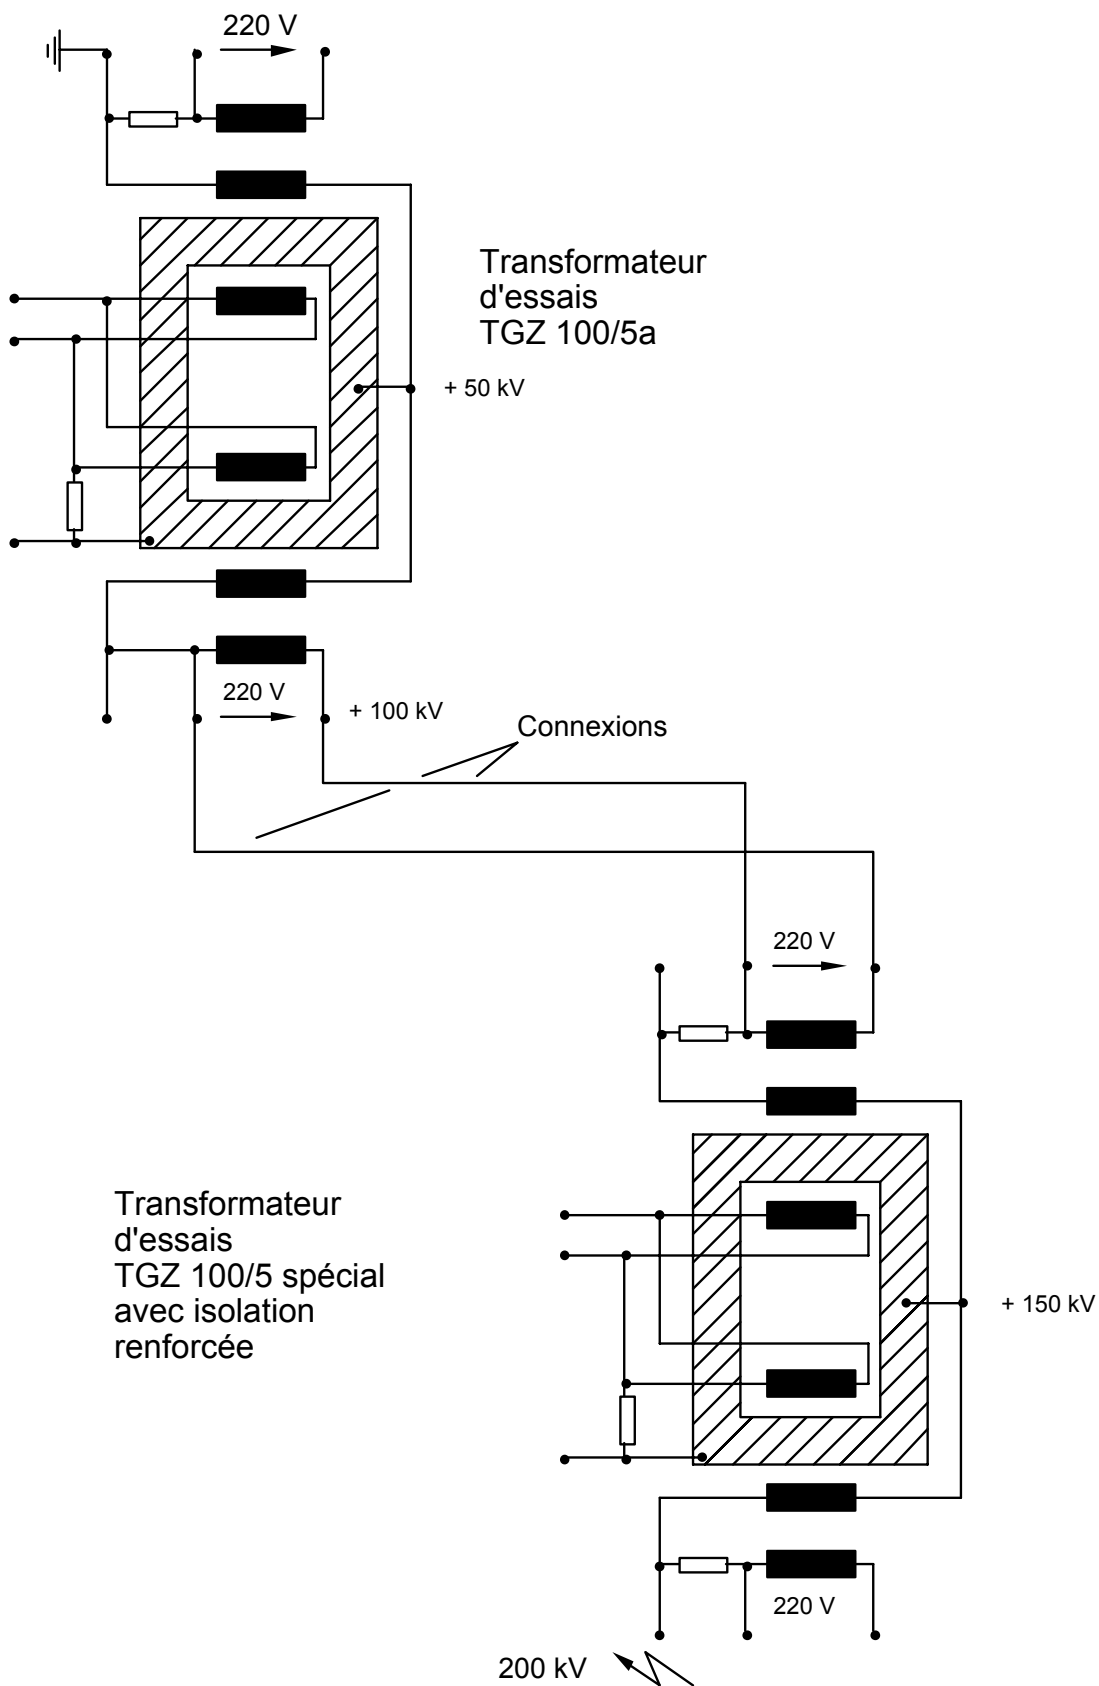 220 V
Transformateur
d'essais
TGZ 100/5a
+ 50 kV
220 V
+ 100 kV
Connexions
220 V
Transformateur
d'essais
TGZ 100/5 spécial
avec isolation
renforcée
+ 150 kV
220 V
200 kV